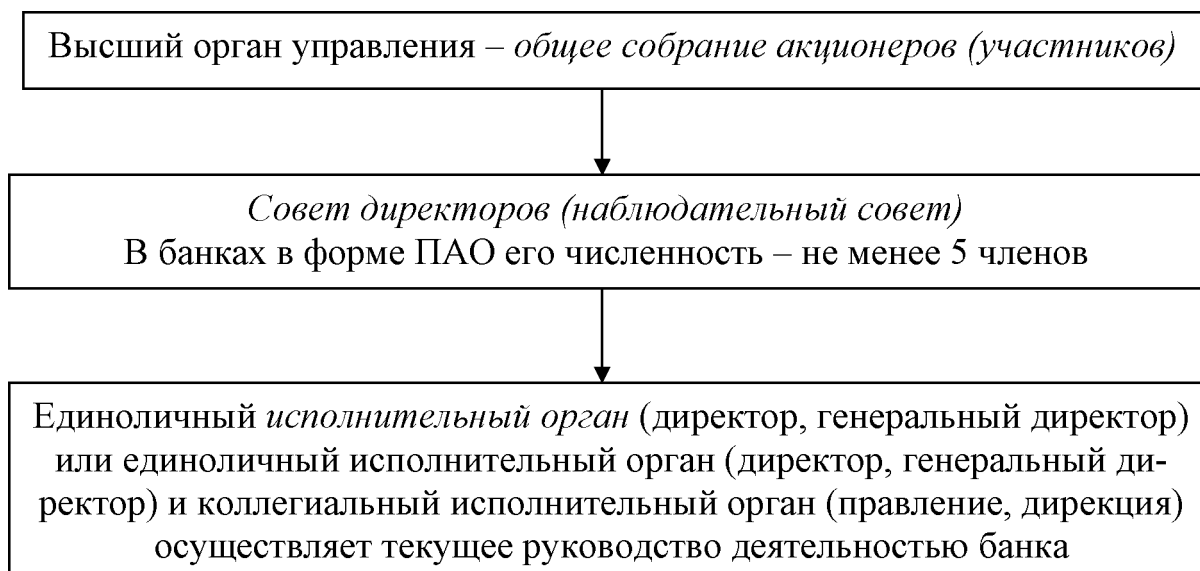 Высший орган управления – общее собрание акционеров (участников)
Совет директоров (наблюдательный совет)
В банках в форме ПАО его численность – не менее 5 членов
Единоличный исполнительный орган (директор, генеральный директор)
или единоличный исполнительный орган (директор, генеральный ди-
ректор) и коллегиальный исполнительный орган (правление, дирекция)
осуществляет текущее руководство деятельностью банка